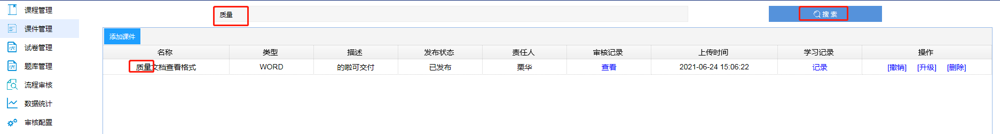 课程管理
课件管理
试卷管理
题库管理
流程审核
数据统计
审核配置
质量
搜 索
添加课件
名称 类型 描述 发布状态 责任人 审核记录 上传时间 学习记录 操作
质量文档查看格式 WORD 的啦可交付 已发布 栗华 查看 2021-06-24 15:06:22 记录 [撤销] [升级] [删除]